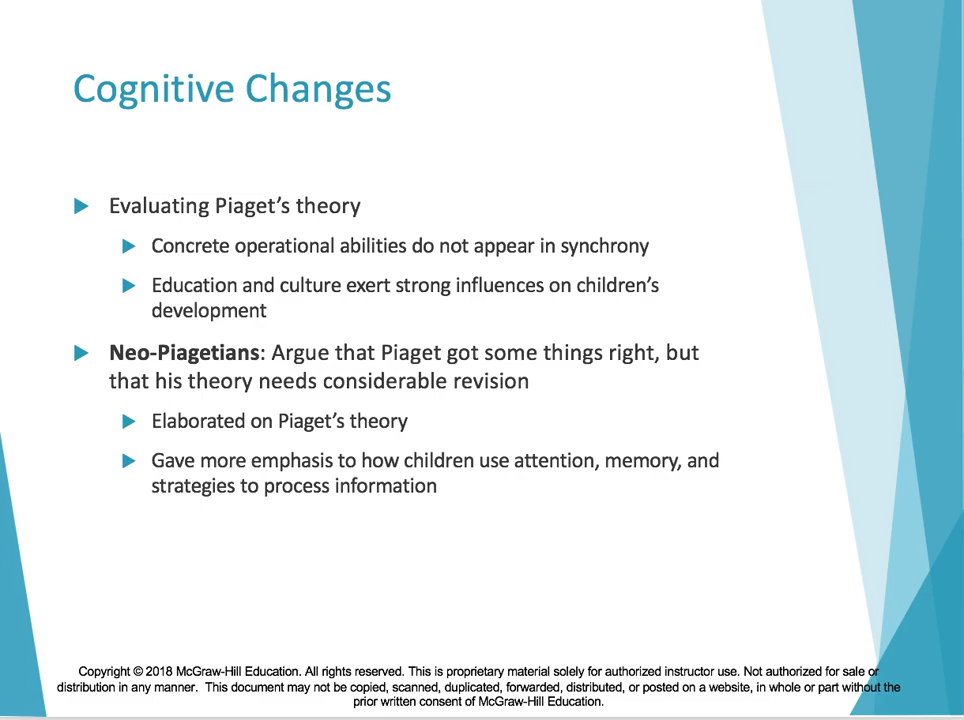 Cognitive Changes
Evaluating Piaget’s theory
Concrete operational abilities do not appear in synchrony
Education and culture exert strong influences on children’s
development
Neo-Piagetians: Argue that Piaget got some things right, but
that his theory needs considerable revision
Elaborated on Piaget’s theory
Gave more emphasis to how children use attention, memory, and
strategies to process information
Copyright © 2018 McGraw-Hill Education. All rights reserved. This is proprietary material solely for authorized instructor use. Not authorized for sale or
distribution in any manner. This document may not be copied, scanned, duplicated, forwarded, distributed, or posted on a website, in whole or part without the
prior written consent of McGraw-Hill Education.